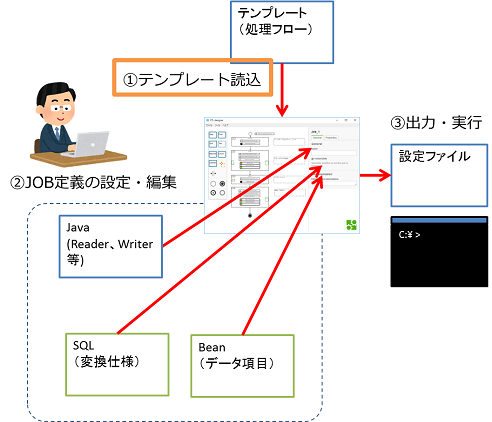 テンプレート
（処理フロー）
①テンプレート読込
③出力・実行
設定ファイル
②JOB定義の設定・編集
Java
(Reader、Writer
等)
C:¥ >
SQL
（変換仕様）
Bean
（データ項目）